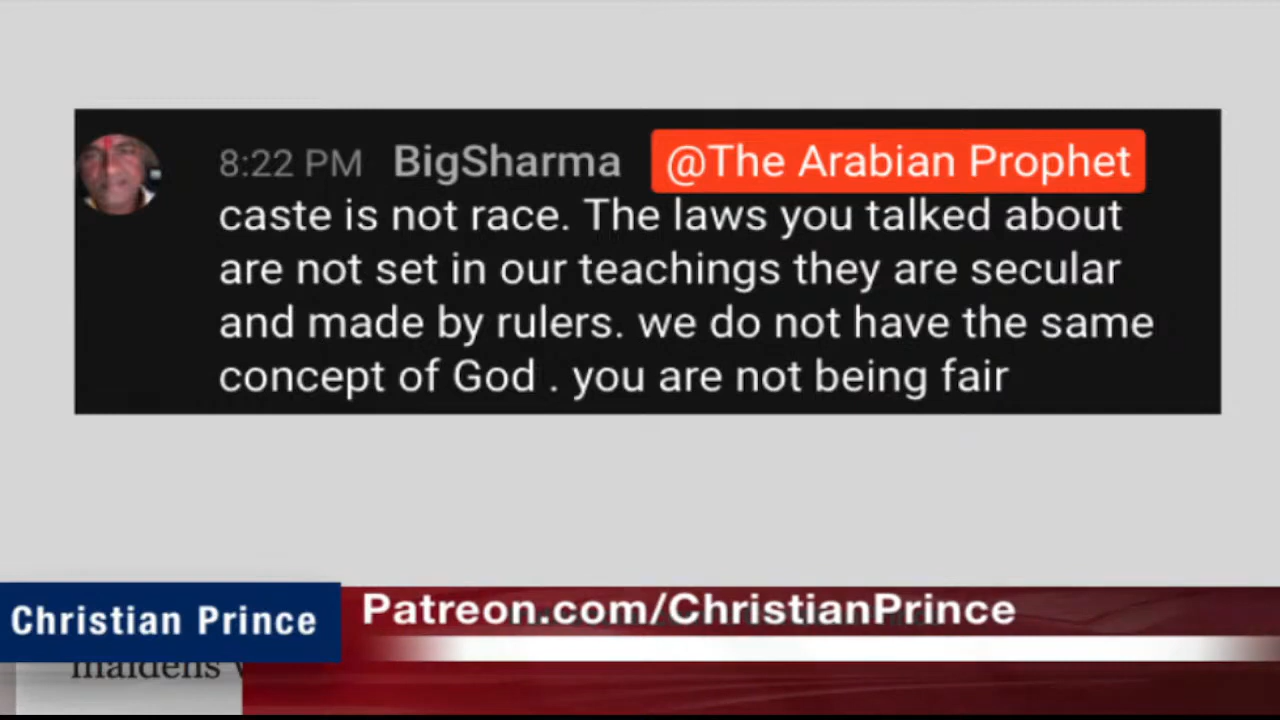 8:22 PM BigSharma @The Arabian Prophet
caste is not race. The laws you talked about
are not set in our teachings they are secular
and made by rulers. we do not have the same
concept of God . you are not being fair
Christian Prince
Patreon.com/ChristianPrince
maidens